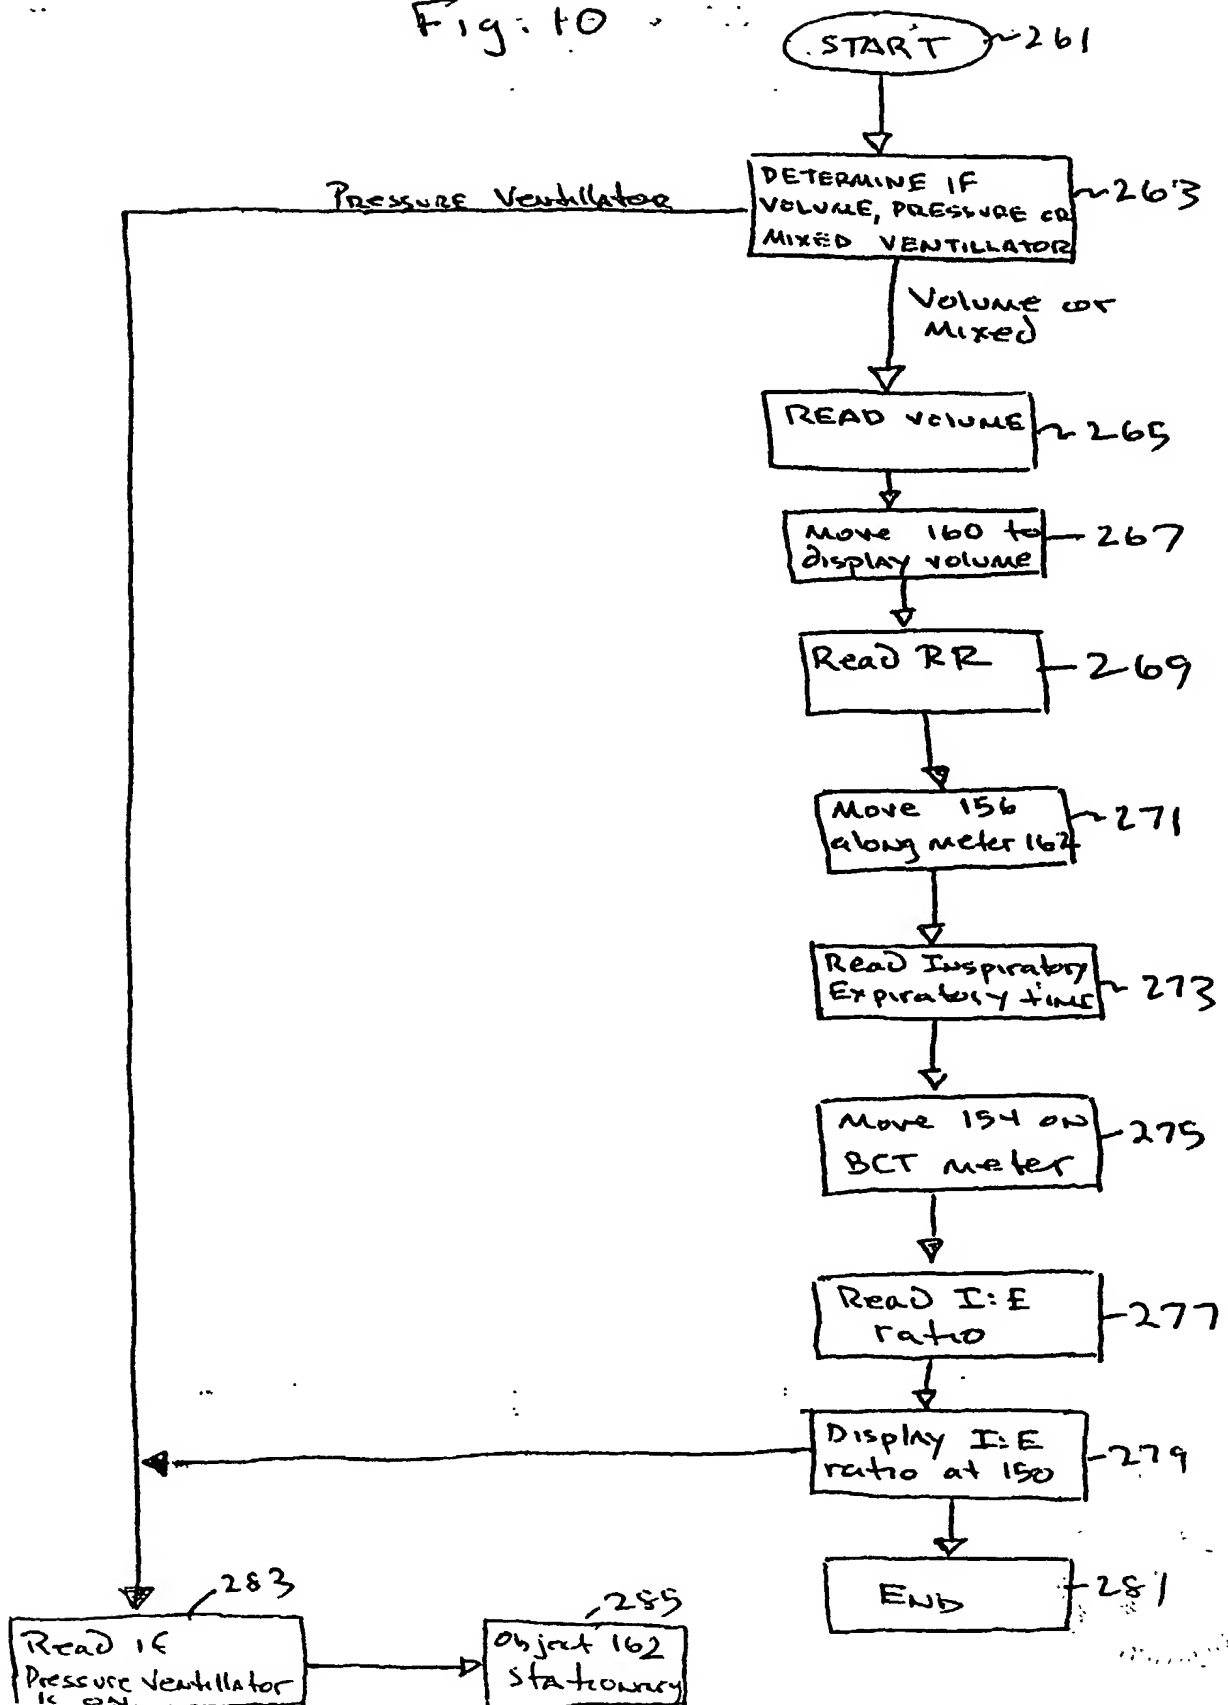 Fig. 10
START
261
DETERMINE IF
VOLUME, PRESSURE OR
MIXED VENTILLATOR
263
PRESSURE Ventillator
Volume or
Mixed
READ VOLUME
265
Move 160 to
display volume
267
Read RR
269
Move 156
along meter 162
271
Read Inspiratory
Expiratory time
273
Move 154 on
BCT meter
275
Read I:E
ratio
277
Display I:E
ratio at 150
279
END
281
283
Read if
Pressure Ventillator
is ON
285
Object 162
Stationary